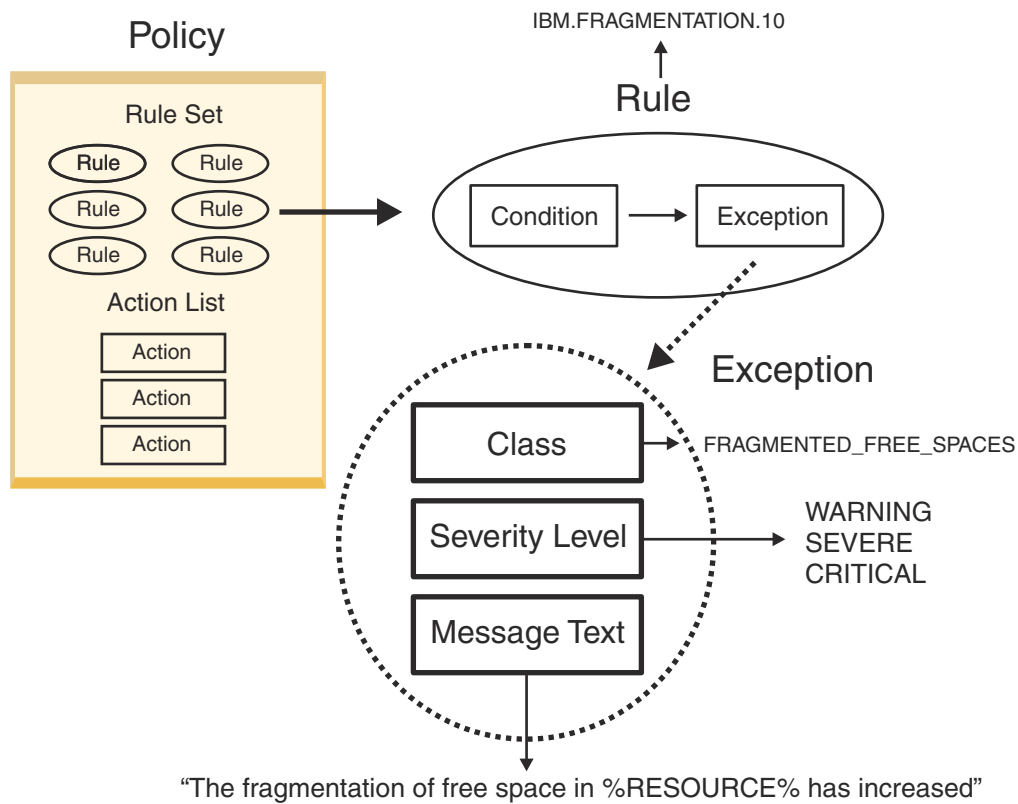 Policy
Rule Set
Rule Rule
Rule Rule
Rule Rule
Action List
Action
Action
Action
IBM.FRAGMENTATION.10
Rule
Condition Exception
Exception
Class
FRAGMENTED_FREE_SPACES
Severity Level
WARNING
SEVERE
CRITICAL
Message Text
“The fragmentation of free space in %RESOURCE% has increased”